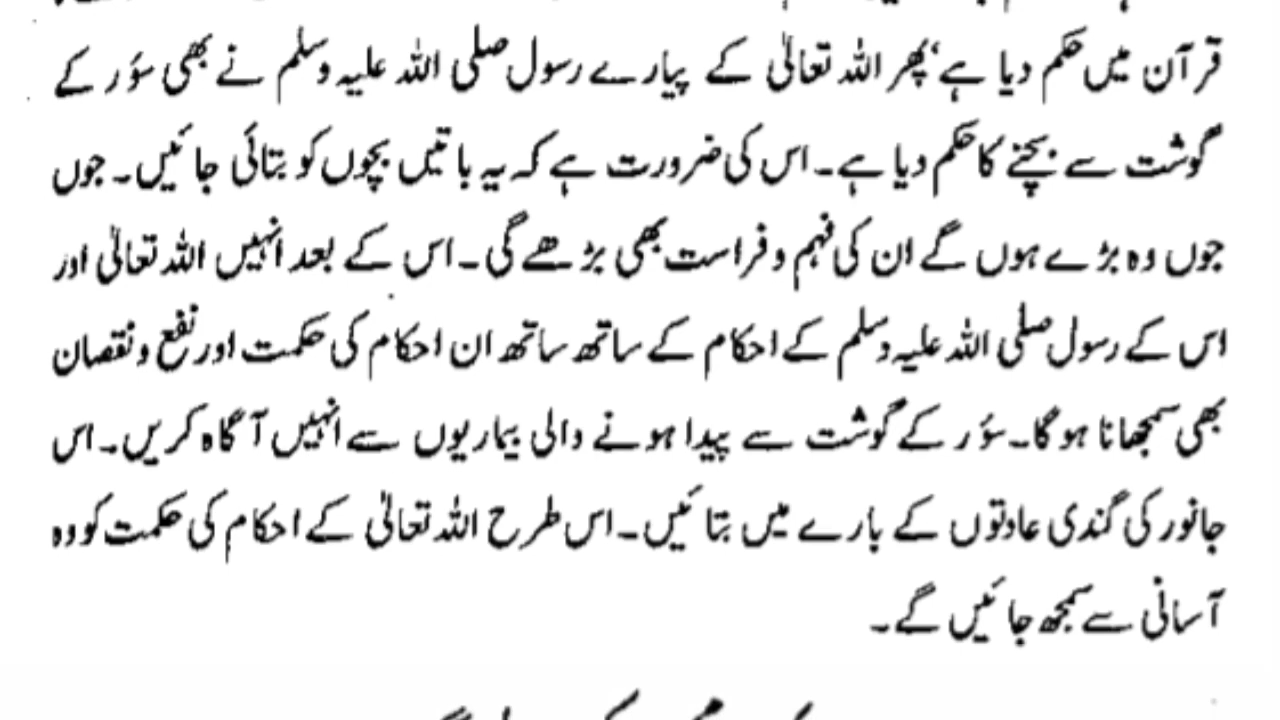 قرآن میں حکم دیا ہے‘ پھر اللہ تعالیٰ کے پیارے رسول صلی اللہ علیہ وسلم نے بھی سؤر کے
گوشت سے بچنے کا حکم دیا ہے۔ اس کی ضرورت ہے کہ یہ باتیں بچوں کو بتائی جائیں۔ جوں
جوں وہ بڑے ہوں گے ان کی فہم و فراست بھی بڑھے گی۔ اس کے بعد انہیں اللہ تعالیٰ اور
اس کے رسول صلی اللہ علیہ وسلم کے احکام کے ساتھ ساتھ ان احکام کی حکمت اور نفع و نقصان
بھی سمجھانا ہو گا۔ سؤر کے گوشت سے پیدا ہونے والی بیماریوں سے انہیں آگاہ کریں۔ اس
جانور کی گندی عادتوں کے بارے میں بتائیں۔ اس طرح اللہ تعالیٰ کے احکام کی حکمت کو وہ
آسانی سے سمجھ جائیں گے۔